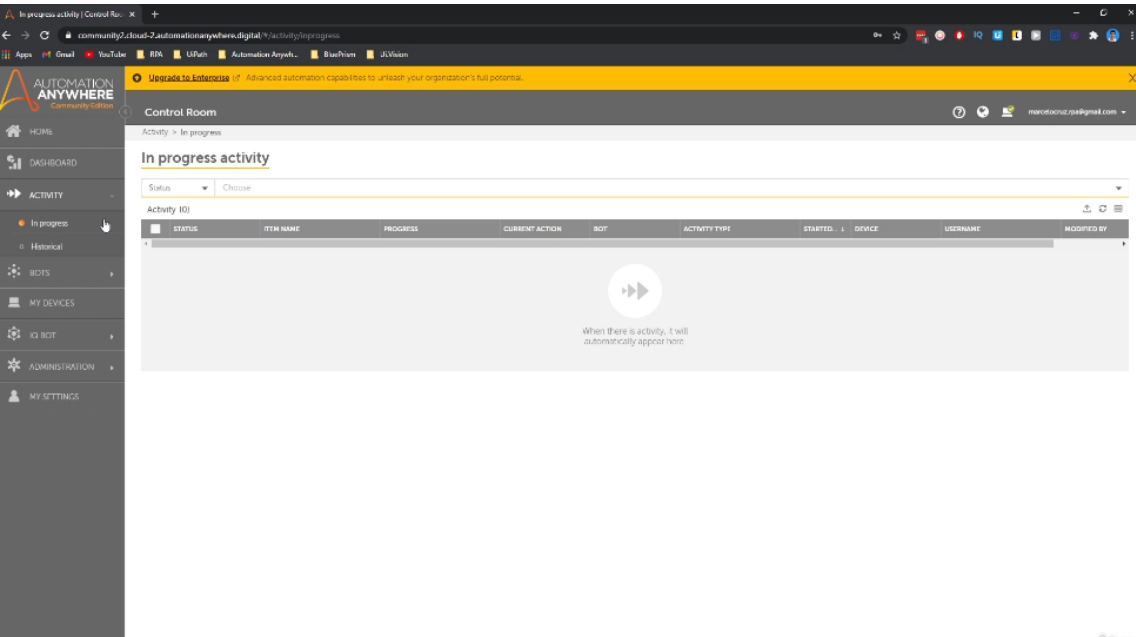 In progress activity | Control Roo
community2.cloud-2.automationanywhere.digital/#/activity/inprogress
Apps
Gmail
YouTube
RPA
UiPath
Automation Anywh...
BluePrism
Ui.Vision
AUTOMATION
ANYWHERE
Community Edition
Upgrade to Enterprise
Advanced automation capabilities to unleash your organization's full potential.
Control Room
marcelocruz.rpa@gmail.com
Activity > In progress
HOME
DASHBOARD
ACTIVITY
In progress
Historical
BOTS
MY DEVICES
IQ BOT
ADMINISTRATION
MY SETTINGS
In progress activity
Status
Choose
Activity (0)
STATUS
ITEM NAME
PROGRESS
CURRENT ACTION
BOT
ACTIVITY TYPE
STARTED...
DEVICE
USERNAME
MODIFIED BY
When there is activity, it will
automatically appear here